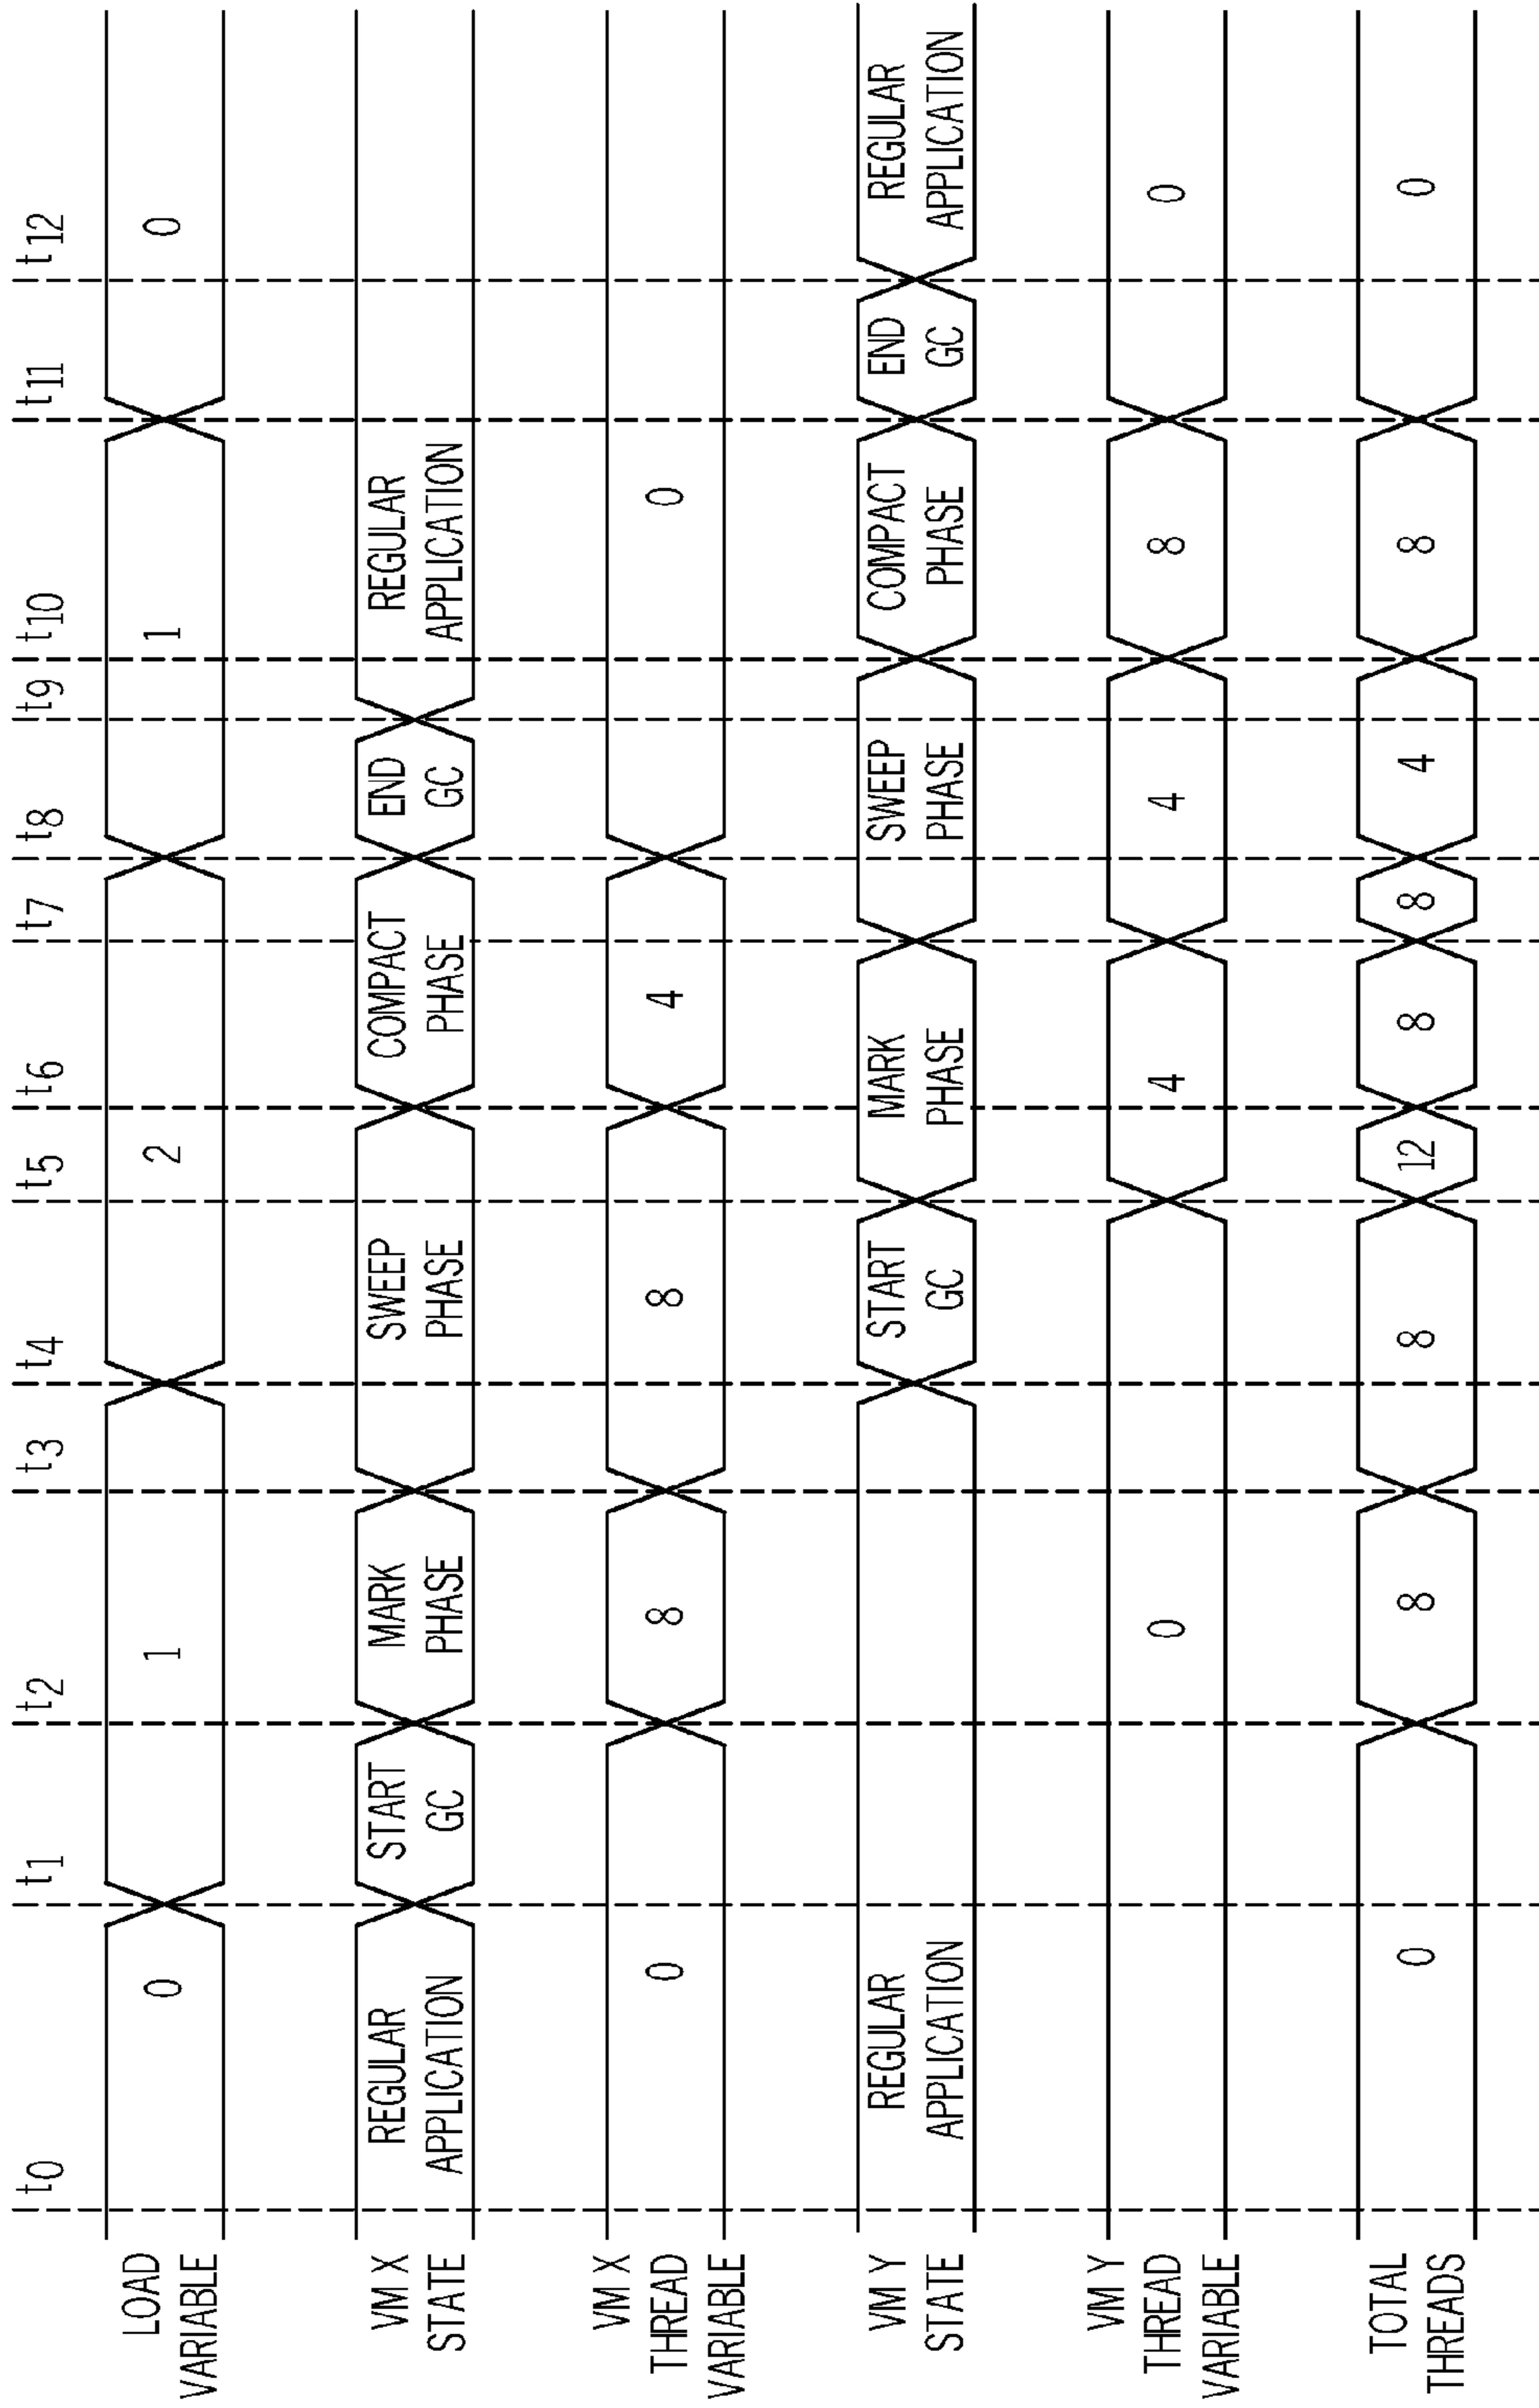 t0 t1 t2 t3 t4 t5 t6 t7 t8 t9 t10 t11 t12
LOAD
VARIABLE
0 1 2 1 0
VM X
STATE
REGULAR
APPLICATION
START
GC
MARK
PHASE
SWEEP
PHASE
COMPACT
PHASE
END
GC
REGULAR
APPLICATION
VM X
THREAD
VARIABLE
0 8 8 4 0
VM Y
STATE
REGULAR
APPLICATION
START
GC
MARK
PHASE
SWEEP
PHASE
COMPACT
PHASE
END
GC
REGULAR
APPLICATION
VM Y
THREAD
VARIABLE
0 4 4 8 0
TOTAL
THREADS
0 8 8 12 8 8 4 8 0